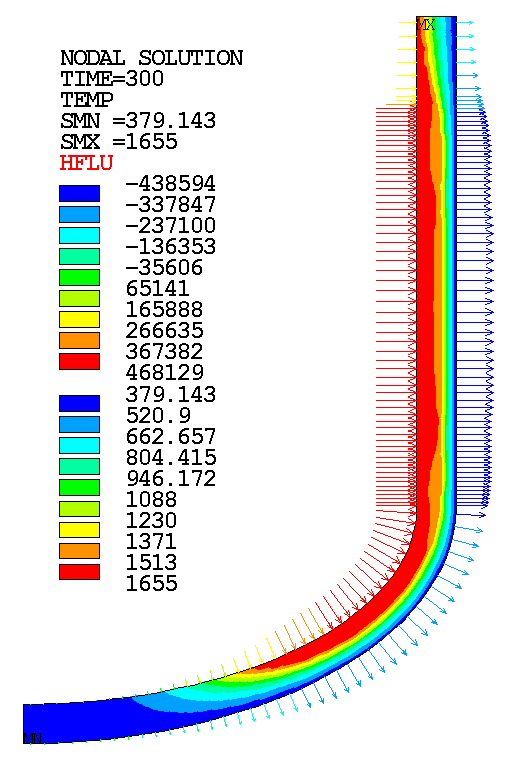 MX
NODAL SOLUTION
TIME=300
TEMP
SMN =379.143
SMX =1655
HFLU
-438594
-337847
-237100
-136353
-35606
65141
165888
266635
367382
468129
379.143
520.9
662.657
804.415
946.172
1088
1230
1371
1513
1655
MN